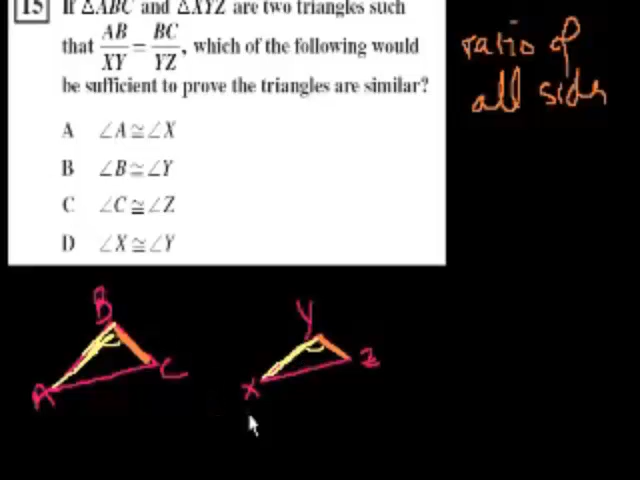 15 If △ABC and △XYZ are two triangles such
that AB/XY = BC/YZ, which of the following would
be sufficient to prove the triangles are similar?
A ∠A ≅ ∠X
B ∠B ≅ ∠Y
C ∠C ≅ ∠Z
D ∠X ≅ ∠Y
ratio of
all sides
B
A
C
Y
X
Z